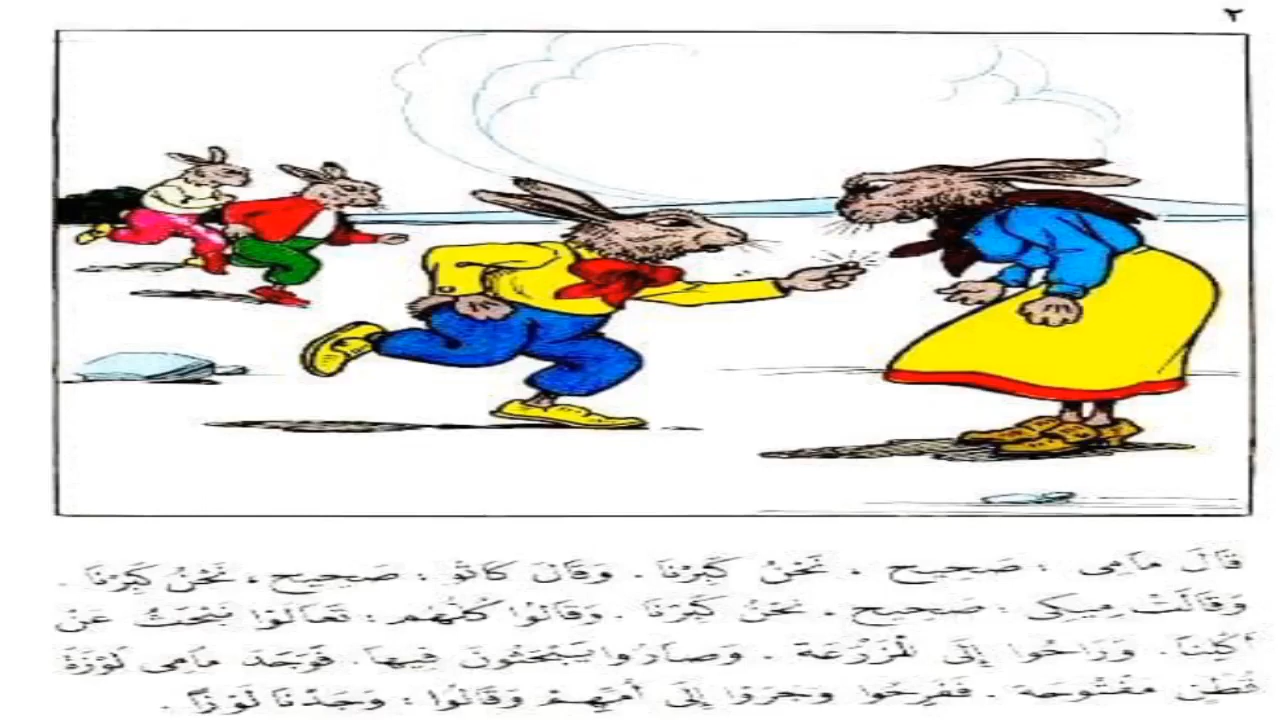 ٢
قَالَ مَامِى : صَحِيح ، نَحْنُ كَبِرْنَا . وَقَالَ كَاتُو : صَحِيح ، نَحْنُ كَبِرْنَا .
وَقَالَتْ مِيكِى : صَحِيح ، نَحْنُ كَبِرْنَا . وَقَالُوا كُلُّهُم : تَعَالَوْا نَبْحَثُ عَنْ
أَكْلِنَا . وَرَاحُوا إِلَى الْمَزْرَعَة . وَصَارُوا يَبْحَثُونَ فِيهَا . فَوَجَدَ مَامِى لَوْزَةَ
قُطْنٍ مَفْتُوحَة . فَفَرِحُوا وَجَرَوْا إِلَى أُمِّهِمْ وَقَالُوا : وَجَدْنَا لَوْزًا .